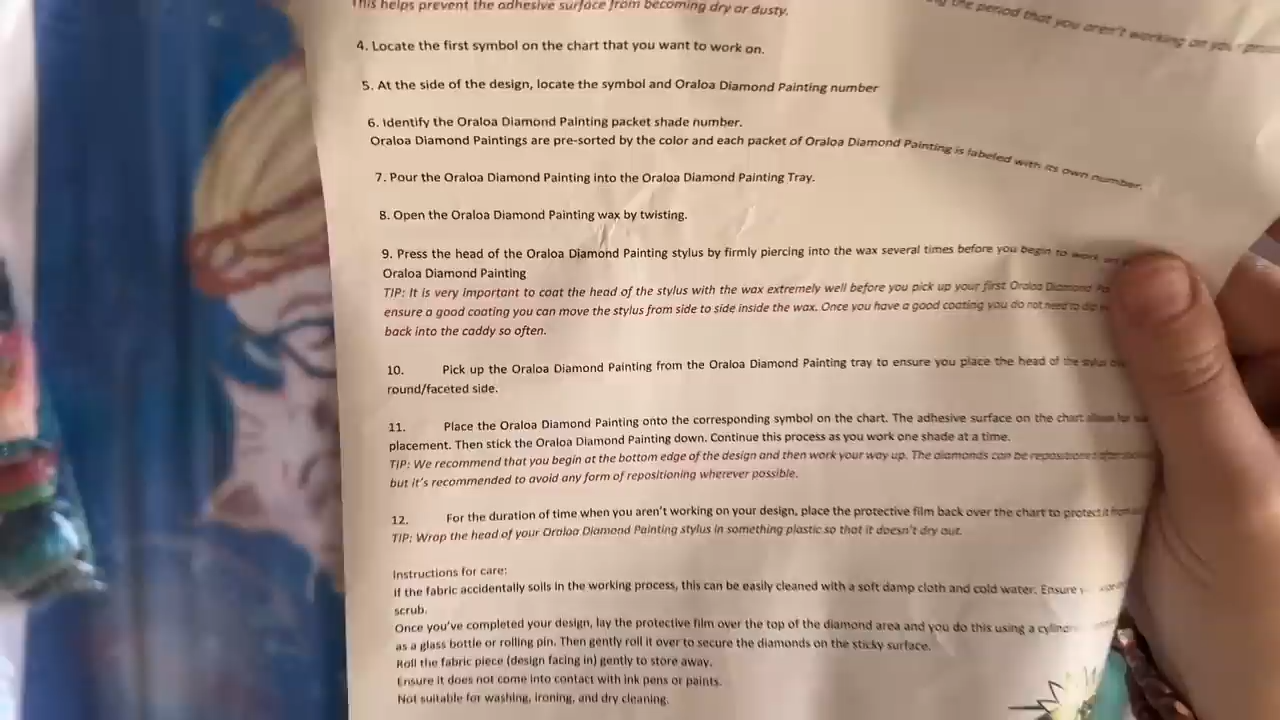 This helps prevent the adhesive surface from becoming dry or dusty.
the period that you aren't working on your
4. Locate the first symbol on the chart that you want to work on.
5. At the side of the design, locate the symbol and Oraloa Diamond Painting number
6. Identify the Oraloa Diamond Painting packet shade number.
Oraloa Diamond Paintings are pre-sorted by the color and each packet of Oraloa Diamond Painting is labeled with its own number.
7. Pour the Oraloa Diamond Painting into the Oraloa Diamond Painting Tray.
8. Open the Oraloa Diamond Painting wax by twisting.
9. Press the head of the Oraloa Diamond Painting stylus by firmly piercing into the wax several times before you begin to work on
Oraloa Diamond Painting
TIP: It is very important to coat the head of the stylus with the wax extremely well before you pick up your first Oraloa Diamond
ensure a good coating you can move the stylus from side to side inside the wax. Once you have a good coating you do not need to dip
back into the caddy so often.
10. Pick up the Oraloa Diamond Painting from the Oraloa Diamond Painting tray to ensure you place the head of the stylus
round/faceted side.
11. Place the Oraloa Diamond Painting onto the corresponding symbol on the chart. The adhesive surface on the chart allows for
placement. Then stick the Oraloa Diamond Painting down. Continue this process as you work one shade at a time.
TIP: We recommend that you begin at the bottom edge of the design and then work your way up. The diamonds can be repositioned after
but it's recommended to avoid any form of repositioning wherever possible.
12. For the duration of time when you aren't working on your design, place the protective film back over the chart to protect it from
TIP: Wrap the head of your Oraloa Diamond Painting stylus in something plastic so that it doesn't dry out.
Instructions for care:
If the fabric accidentally soils in the working process, this can be easily cleaned with a soft damp cloth and cold water. Ensure
scrub.
Once you've completed your design, lay the protective film over the top of the diamond area and you do this using a
as a glass bottle or rolling pin. Then gently roll it over to secure the diamonds on the sticky surface.
Roll the fabric piece (design facing in) gently to store away.
Ensure it does not come into contact with ink pens or paints.
Not suitable for washing, ironing, and dry cleaning.